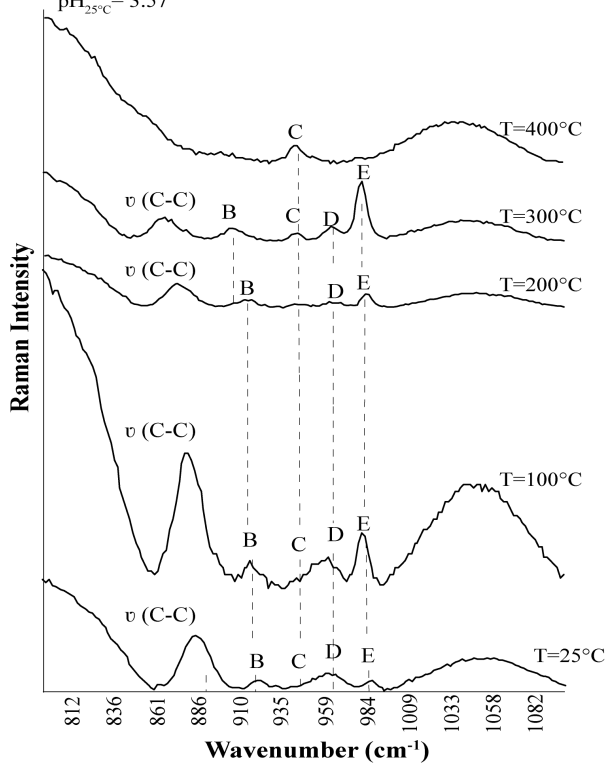 pH25°C= 3.57
C
T=400°C
E
υ (C-C)
B
C
D
T=300°C
υ (C-C)
B
D
E
T=200°C
υ (C-C)
B
C
D
E
T=100°C
υ (C-C)
B
C
D
E
T=25°C
Raman Intensity
812
836
861
886
910
935
959
984
1009
1033
1058
1082
Wavenumber (cm-1)